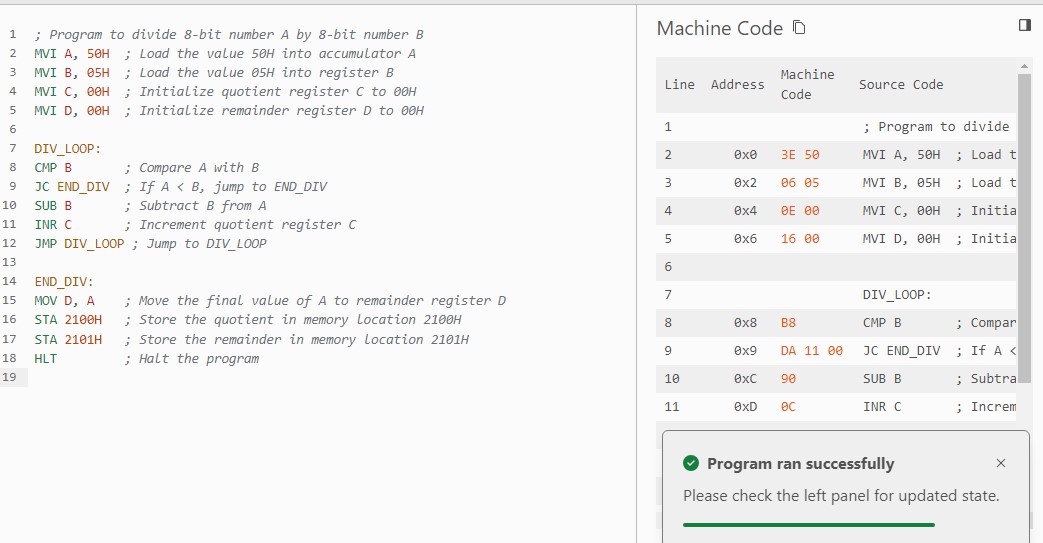 1 ; Program to divide 8-bit number A by 8-bit number B
2 MVI A, 50H ; Load the value 50H into accumulator A
3 MVI B, 05H ; Load the value 05H into register B
4 MVI C, 00H ; Initialize quotient register C to 00H
5 MVI D, 00H ; Initialize remainder register D to 00H
6
7 DIV_LOOP:
8 CMP B ; Compare A with B
9 JC END_DIV ; If A < B, jump to END_DIV
10 SUB B ; Subtract B from A
11 INR C ; Increment quotient register C
12 JMP DIV_LOOP ; Jump to DIV_LOOP
13
14 END_DIV:
15 MOV D, A ; Move the final value of A to remainder register D
16 STA 2100H ; Store the quotient in memory location 2100H
17 STA 2101H ; Store the remainder in memory location 2101H
18 HLT ; Halt the program
19
Machine Code
Line Address Machine Code Source Code
1 ; Program to divide
2 0x0 3E 50 MVI A, 50H ; Load t
3 0x2 06 05 MVI B, 05H ; Load t
4 0x4 0E 00 MVI C, 00H ; Initia
5 0x6 16 00 MVI D, 00H ; Initia
6
7 DIV_LOOP:
8 0x8 B8 CMP B ; Compar
9 0x9 DA 11 00 JC END_DIV ; If A <
10 0xC 90 SUB B ; Subtra
11 0xD 0C INR C ; Increm
Program ran successfully
Please check the left panel for updated state.